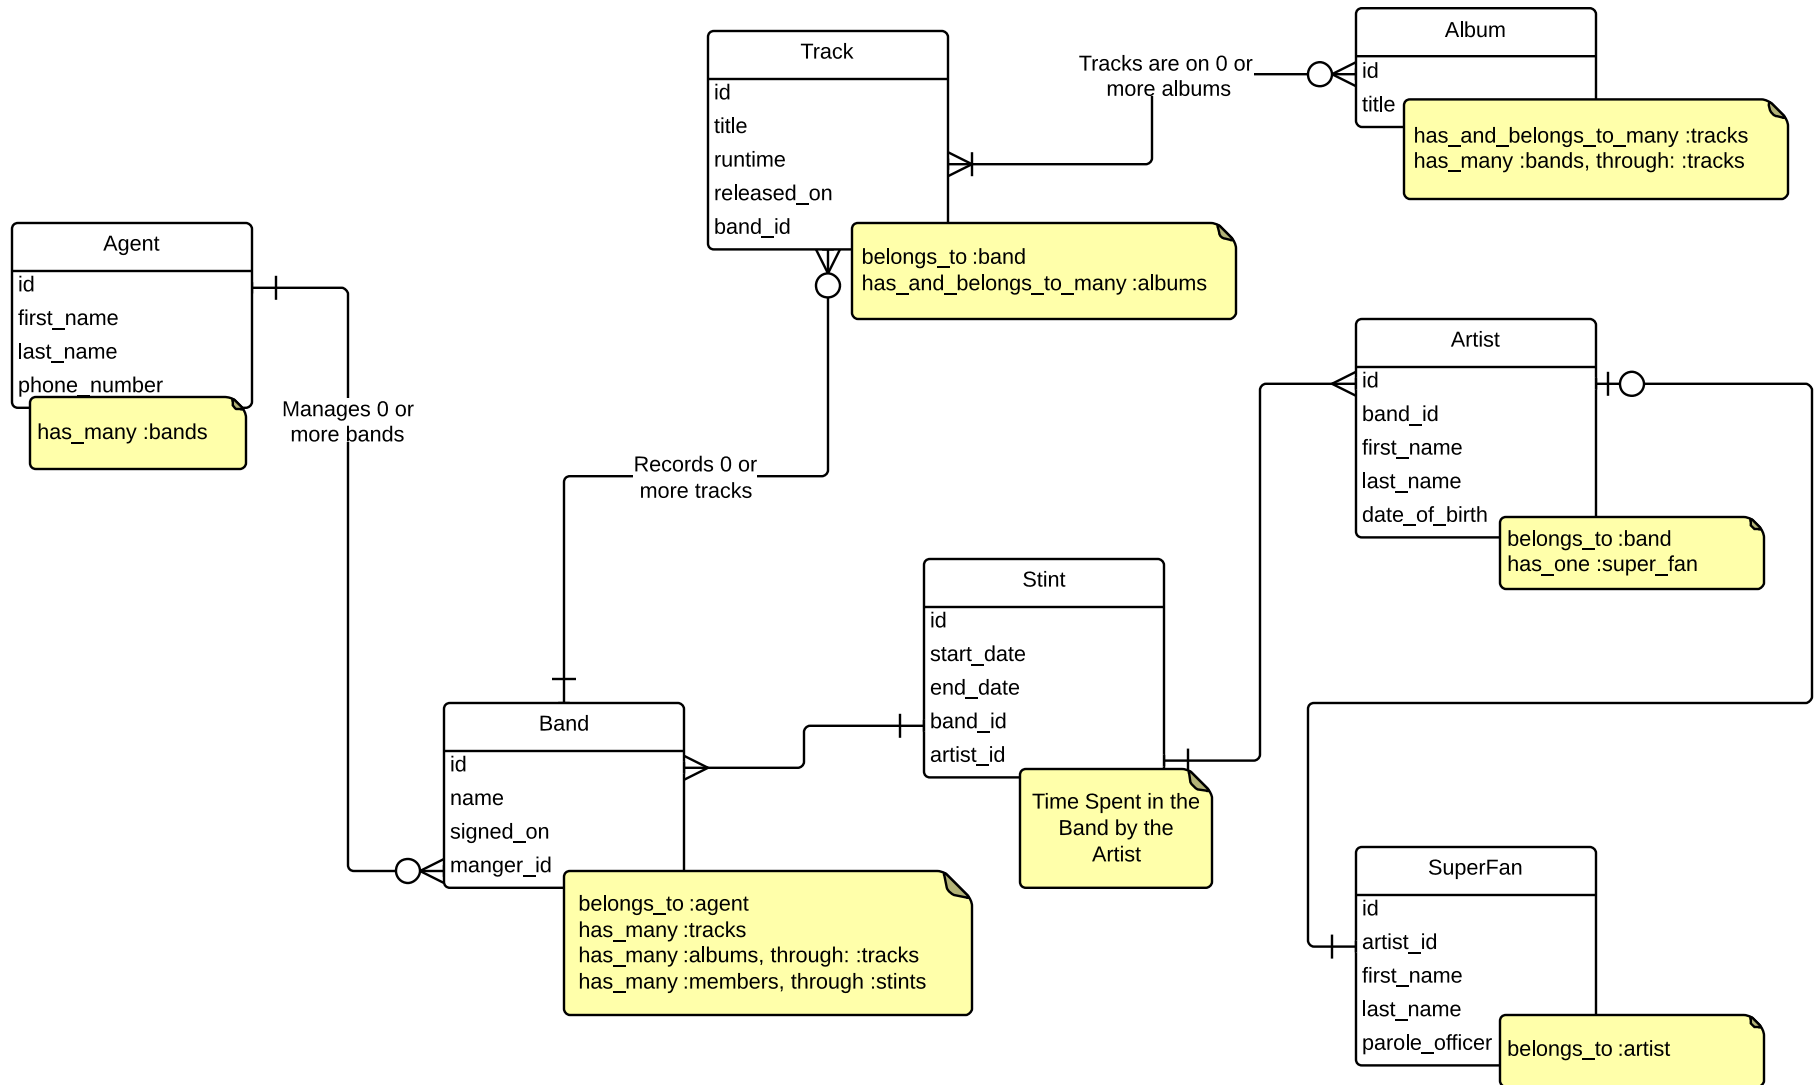 Track
id
title
runtime
released_on
band_id
belongs_to :band
has_and_belongs_to_many :albums
Tracks are on 0 or
more albums
Album
id
title
has_and_belongs_to_many :tracks
has_many :bands, through: :tracks
Agent
id
first_name
last_name
phone_number
has_many :bands
Manages 0 or
more bands
Records 0 or
more tracks
Artist
id
band_id
first_name
last_name
date_of_birth
belongs_to :band
has_one :super_fan
Stint
id
start_date
end_date
band_id
artist_id
Time Spent in the
Band by the
Artist
Band
id
name
signed_on
manger_id
belongs_to :agent
has_many :tracks
has_many :albums, through: :tracks
has_many :members, through :stints
SuperFan
id
artist_id
first_name
last_name
parole_officer
belongs_to :artist